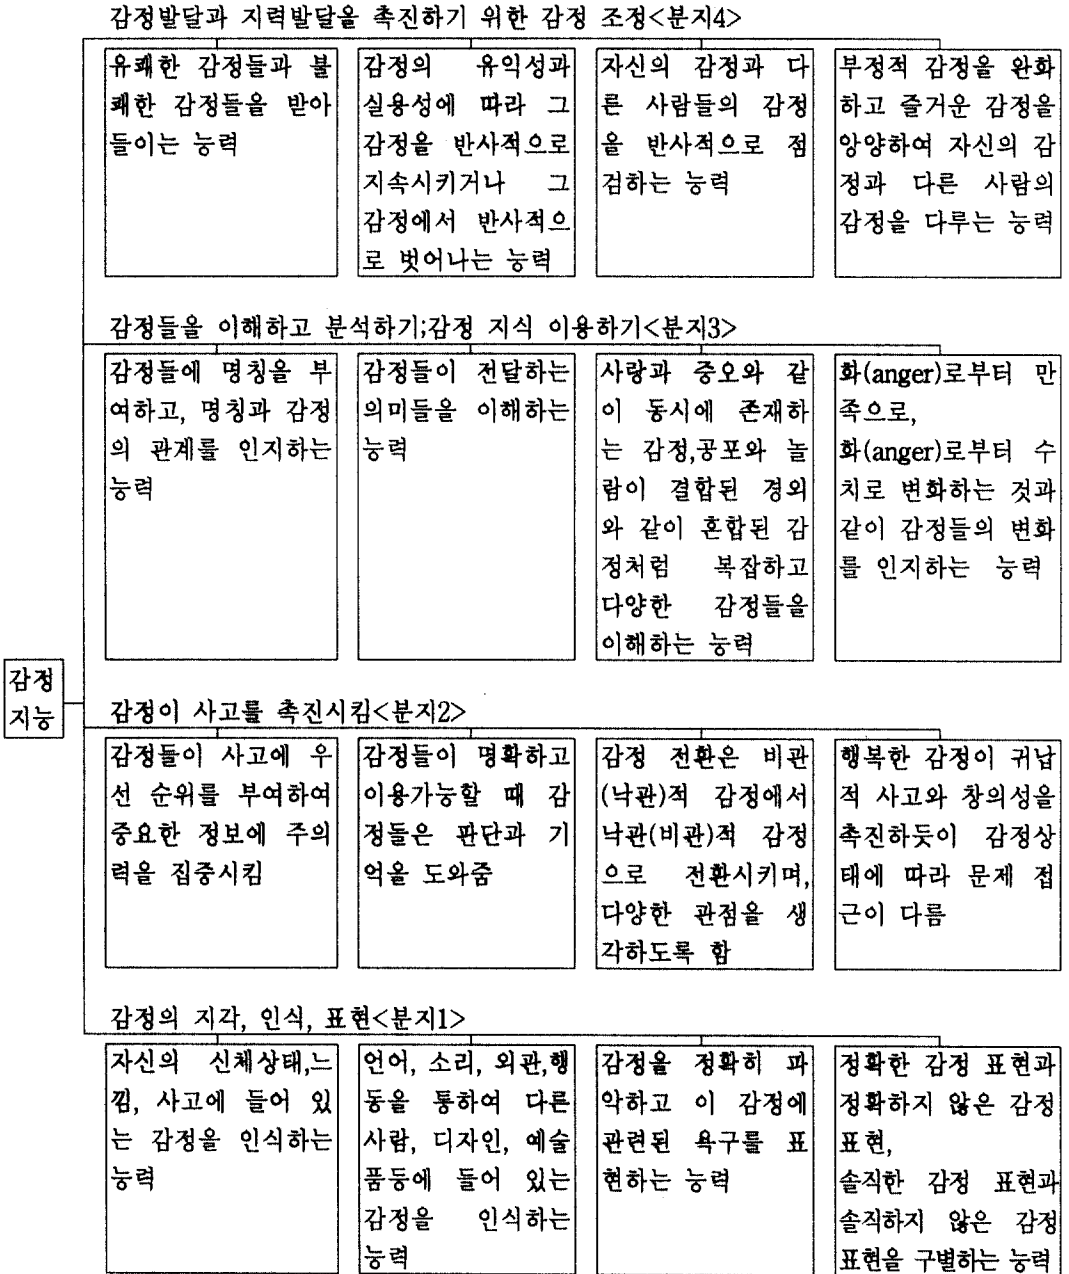 감정발달과 지력발달을 촉진하기 위한 감정 조정<분지4>
유쾌한 감정들과 불
쾌한 감정들을 받아
들이는 능력
감정의 유익성과
실용성에 따라 그
감정을 반사적으로
지속시키거나 그
감정에서 반사적으
로 벗어나는 능력
자신의 감정과 다
른 사람들의 감정
을 반사적으로 점
검하는 능력
부정적 감정을 완화
하고 즐거운 감정을
앙양하여 자신의 감
정과 다른 사람의
감정을 다루는 능력
감정들을 이해하고 분석하기;감정 지식 이용하기<분지3>
감정들에 명칭을 부
여하고, 명칭과 감정
의 관계를 인지하는
능력
감정들이 전달하는
의미들을 이해하는
능력
사랑과 증오와 같
이 동시에 존재하
는 감정,공포와 놀
람이 결합된 경외
와 같이 혼합된 감
정처럼 복잡하고
다양한 감정들을
이해하는 능력
화(anger)로부터 만
족으로,
화(anger)로부터 수
치로 변화하는 것과
같이 감정들의 변화
를 인지하는 능력
감정
지능
감정이 사고를 촉진시킴<분지2>
감정들이 사고에 우
선 순위를 부여하여
중요한 정보에 주의
력을 집중시킴
감정들이 명확하고
이용가능할 때 감
정들은 판단과 기
억을 도와줌
감정 전환은 비관
(낙관)적 감정에서
낙관(비관)적 감정
으로 전환시키며,
다양한 관점을 생
각하도록 함
행복한 감정이 귀납
적 사고와 창의성을
촉진하듯이 감정상
태에 따라 문제 접
근이 다름
감정의 지각, 인식, 표현<분지1>
자신의 신체상태,느
낌, 사고에 들어 있
는 감정을 인식하는
능력
언어, 소리, 외관,행
동을 통하여 다른
사람, 디자인, 예술
품등에 들어 있는
감정을 인식하는
능력
감정을 정확히 파
악하고 이 감정에
관련된 욕구를 표
현하는 능력
정확한 감정 표현과
정확하지 않은 감정
표현,
솔직한 감정 표현과
솔직하지 않은 감정
표현을 구별하는 능력